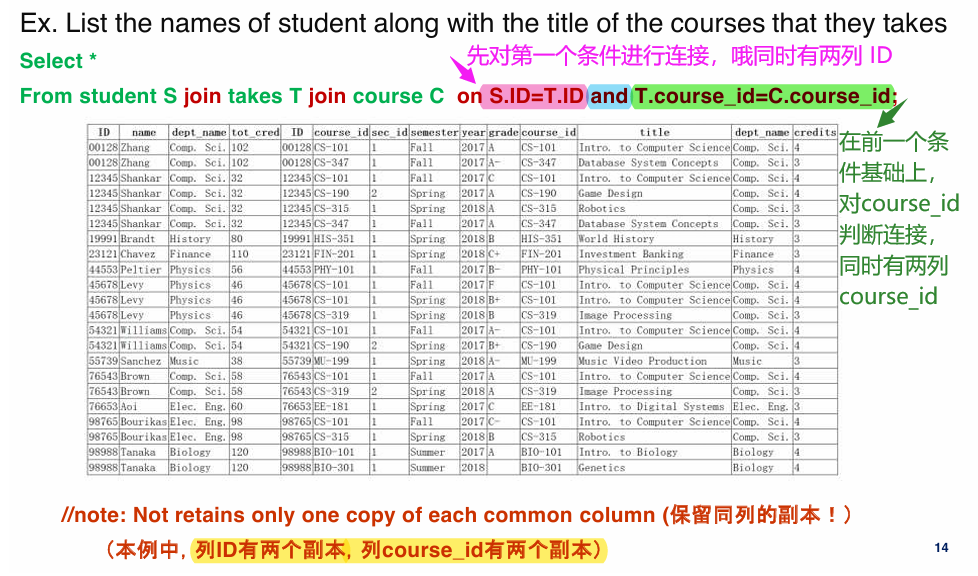 Ex. List the names of student along with the title of the courses that they takes
先对第一个条件进行连接，哦同时有两列 ID
Select *
From student S join takes T join course C on S.ID=T.ID and T.course_id=C.course_id;
ID name dept_name tot_cred ID course_id sec_id semester year grade course_id title dept_name credits
00128 Zhang Comp. Sci. 102 00128 CS-101 1 Fall 2017 A CS-101 Intro. to Computer Science Comp. Sci. 4
00128 Zhang Comp. Sci. 102 00128 CS-347 1 Fall 2017 A- CS-347 Database System Concepts Comp. Sci. 3
12345 Shankar Comp. Sci. 32 12345 CS-101 1 Fall 2017 C CS-101 Intro. to Computer Science Comp. Sci. 4
12345 Shankar Comp. Sci. 32 12345 CS-190 2 Spring 2017 A CS-190 Game Design Comp. Sci. 4
12345 Shankar Comp. Sci. 32 12345 CS-315 1 Spring 2018 A CS-315 Robotics Comp. Sci. 3
12345 Shankar Comp. Sci. 32 12345 CS-347 1 Fall 2017 A CS-347 Database System Concepts Comp. Sci. 3
19991 Brandt History 80 19991 HIS-351 1 Spring 2018 B HIS-351 World History History 3
23121 Chavez Finance 110 23121 FIN-201 1 Spring 2018 C+ FIN-201 Investment Banking Finance 3
44553 Peltier Physics 56 44553 PHY-101 1 Fall 2017 B- PHY-101 Physical Principles Physics 4
45678 Levy Physics 46 45678 CS-101 1 Fall 2017 F CS-101 Intro. to Computer Science Comp. Sci. 4
45678 Levy Physics 46 45678 CS-101 1 Spring 2018 B+ CS-101 Intro. to Computer Science Comp. Sci. 4
45678 Levy Physics 46 45678 CS-319 1 Spring 2018 B CS-319 Image Processing Comp. Sci. 3
54321 Williams Comp. Sci. 54 54321 CS-101 1 Fall 2017 A- CS-101 Intro. to Computer Science Comp. Sci. 4
54321 Williams Comp. Sci. 54 54321 CS-190 2 Spring 2017 B+ CS-190 Game Design Comp. Sci. 4
55739 Sanchez Music 38 55739 MU-199 1 Spring 2018 A- MU-199 Music Video Production Music 3
76543 Brown Comp. Sci. 58 76543 CS-101 1 Fall 2017 A CS-101 Intro. to Computer Science Comp. Sci. 4
76543 Brown Comp. Sci. 58 76543 CS-319 2 Spring 2018 A CS-319 Image Processing Comp. Sci. 3
76653 Aoi Elec. Eng. 60 76653 EE-181 1 Spring 2017 C EE-181 Intro. to Digital Systems Elec. Eng. 3
98765 Bourikas Elec. Eng. 98 98765 CS-101 1 Fall 2017 C- CS-101 Intro. to Computer Science Comp. Sci. 4
98765 Bourikas Elec. Eng. 98 98765 CS-315 1 Spring 2018 B CS-315 Robotics Comp. Sci. 3
98988 Tanaka Biology 120 98988 BIO-101 1 Summer 2017 A BIO-101 Intro. to Biology Biology 4
98988 Tanaka Biology 120 98988 BIO-301 1 Summer 2018 BIO-301 Genetics Biology 4
在前一个条
件基础上，
对course_id
判断连接，
同时有两列
course_id
//note: Not retains only one copy of each common column (保留同列的副本！)
（本例中, 列ID有两个副本, 列course_id有两个副本）
14